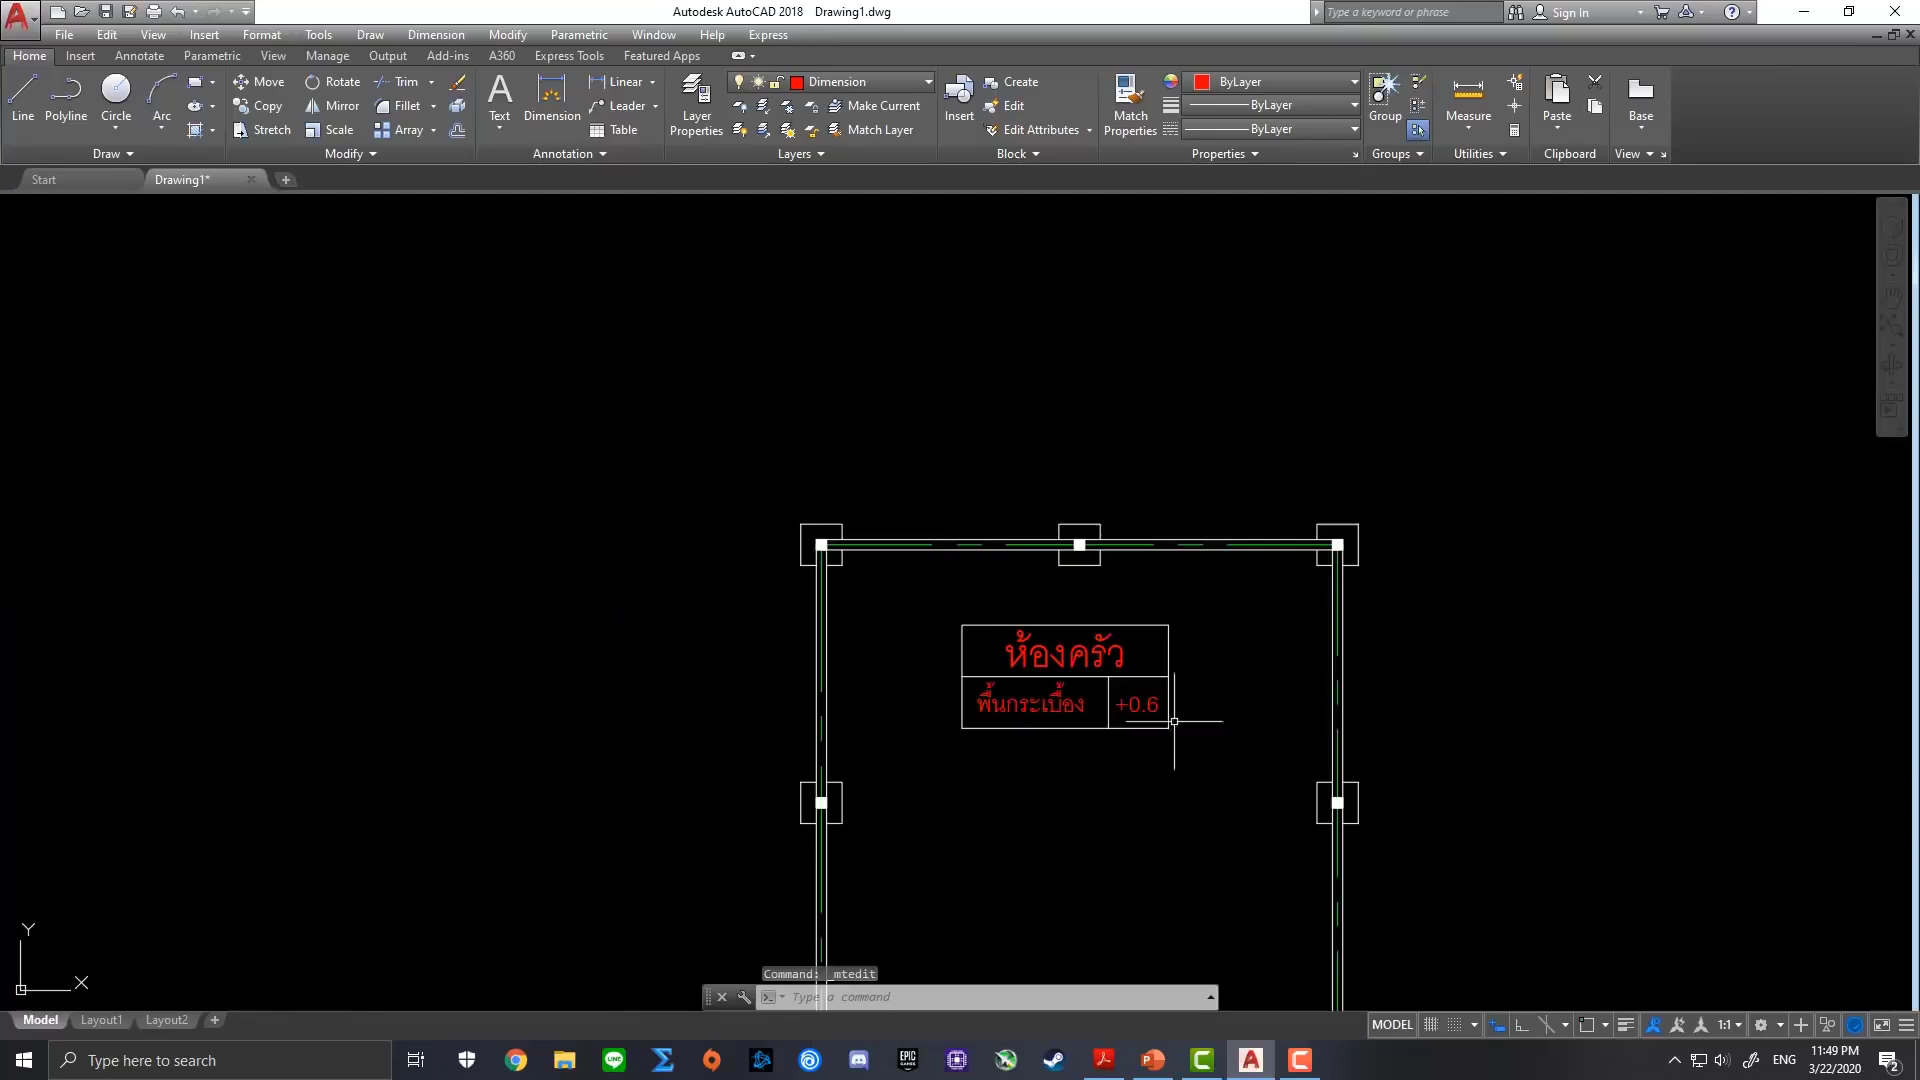 Autodesk AutoCAD 2018 Drawing1.dwg
Type a keyword or phrase
Sign In
File Edit View Insert Format Tools Draw Dimension Modify Parametric Window Help Express
Home Insert Annotate Parametric View Manage Output Add-ins A360 Express Tools Featured Apps
Line Polyline Circle Arc
Move Rotate Trim
Copy Mirror Fillet
Stretch Scale Array
Text Dimension
Linear
Leader
Table
Layer Properties
Dimension
Make Current
Match Layer
Insert
Create
Edit
Edit Attributes
Match Properties
ByLayer
ByLayer
ByLayer
Group
Measure
Paste
Base
Draw Modify Annotation Layers Block Properties Groups Utilities Clipboard View
Start Drawing1*
ห้องครัว
พื้นกระเบื้อง +0.6
Y
X
Command: _mtedit
Type a command
Model Layout1 Layout2
MODEL 1:1
Type here to search
EPIC GAMES
ENG
11:49 PM
3/22/2020
2